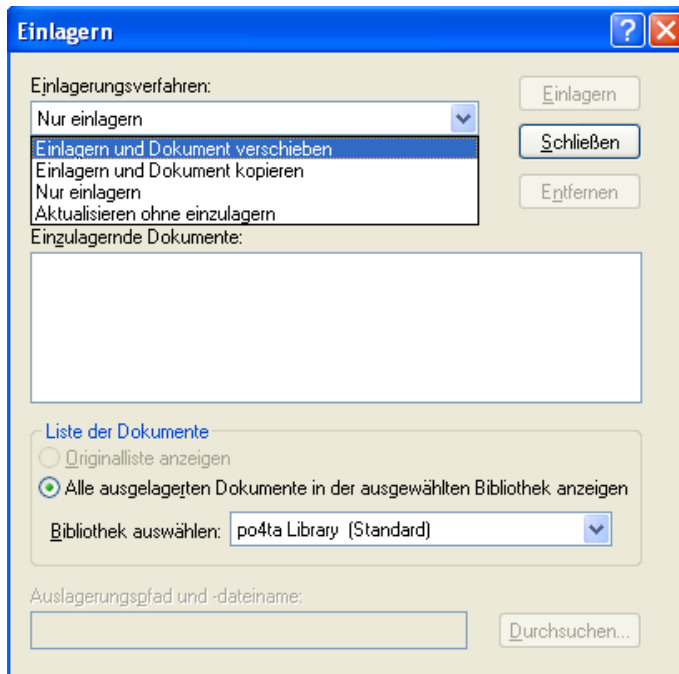 Einlagern
Einlagerungsverfahren:
Nur einlagern
Einlagern
Einlagern und Dokument verschieben
Einlagern und Dokument kopieren
Nur einlagern
Aktualisieren ohne einzulagern
Schließen
Entfernen
Einzulagernde Dokumente:
Liste der Dokumente
Originalliste anzeigen
Alle ausgelagerten Dokumente in der ausgewählten Bibliothek anzeigen
Bibliothek auswählen: po4ta Library (Standard)
Auslagerungspfad und -dateiname:
Durchsuchen...